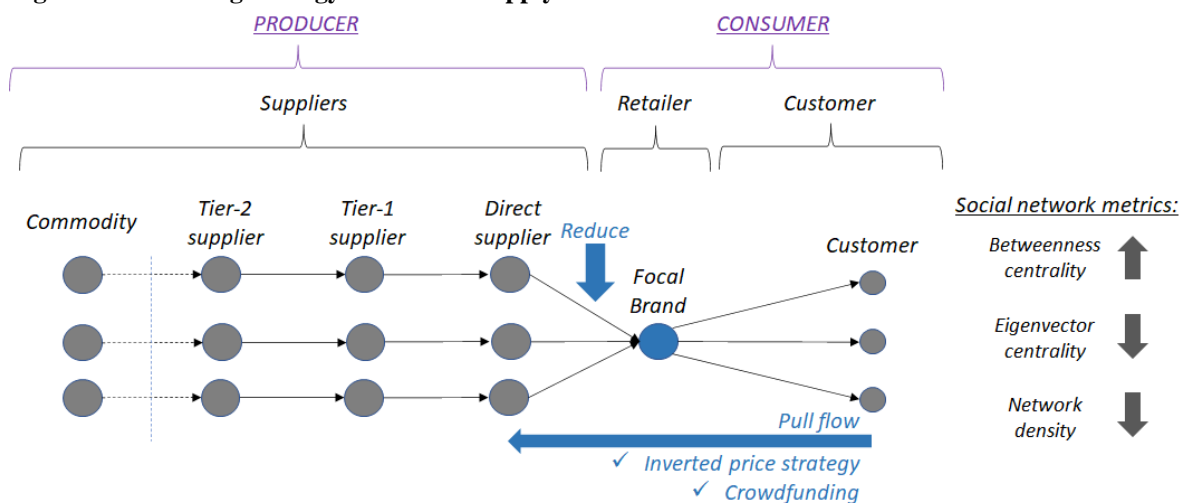 PRODUCER
CONSUMER
Suppliers
Retailer
Customer
Commodity
Tier-2
supplier
Tier-1
supplier
Direct
supplier
Reduce
Focal
Brand
Customer
Social network metrics:
Betweenness
centrality
Eigenvector
centrality
Network
density
Pull flow
✓ Inverted price strategy
✓ Crowdfunding